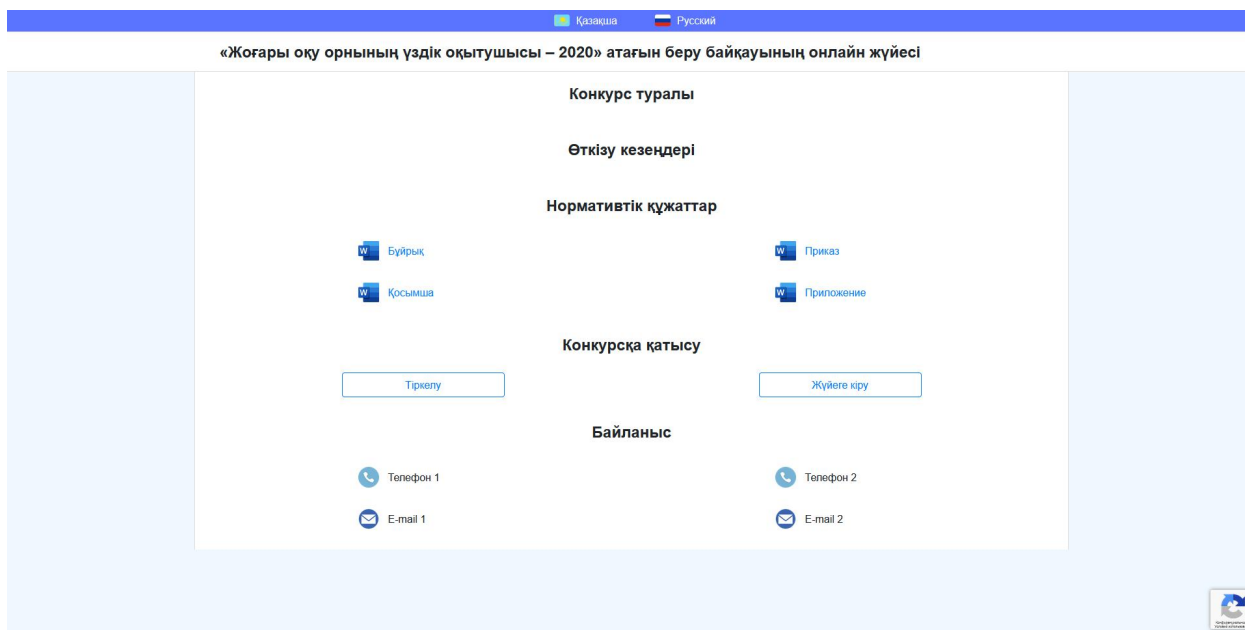 Қазақша Русский
«Жоғары оқу орнының үздік оқытушысы – 2020» атағын беру байқауының онлайн жүйесі
Конкурс туралы
Өткізу кезеңдері
Нормативтік құжаттар
Бұйрық Приказ
Қосымша Приложение
Конкурсқа қатысу
Тіркелу Жүйеге кіру
Байланыс
Телефон 1 Телефон 2
E-mail 1 E-mail 2